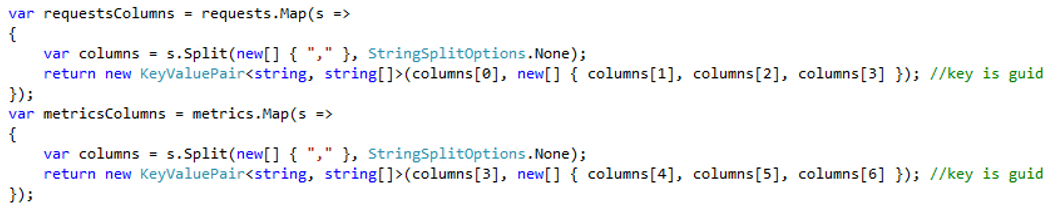 var requestsColumns = requests.Map(s =>
{
    var columns = s.Split(new[] { "," }, StringSplitOptions.None);
    return new KeyValuePair<string, string[]>(columns[0], new[] { columns[1], columns[2], columns[3] }); //key is guid
});
var metricsColumns = metrics.Map(s =>
{
    var columns = s.Split(new[] { "," }, StringSplitOptions.None);
    return new KeyValuePair<string, string[]>(columns[3], new[] { columns[4], columns[5], columns[6] }); //key is guid
});